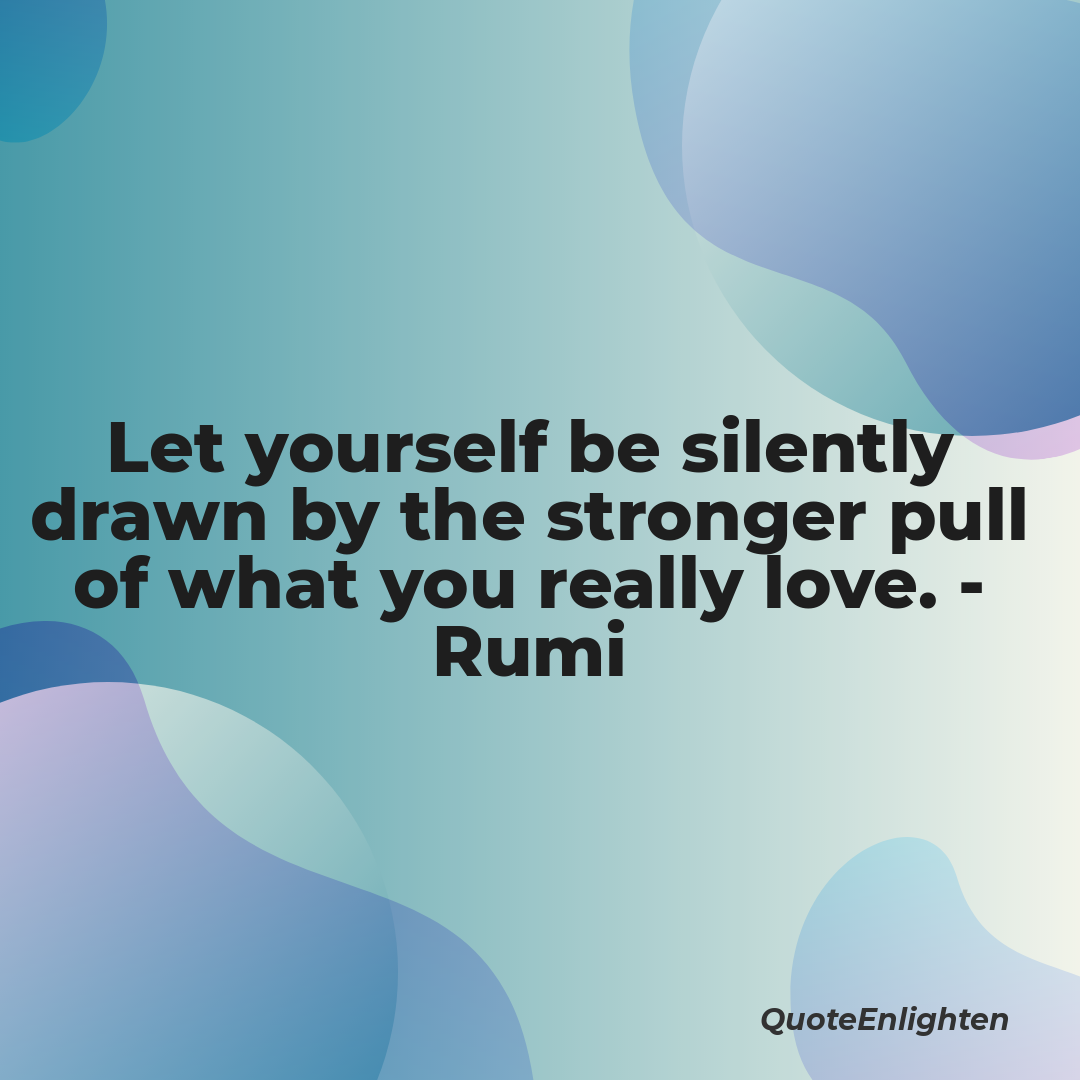 Let yourself be silently
drawn by the stronger pull
of what you really love. -
Rumi
QuoteEnlighten